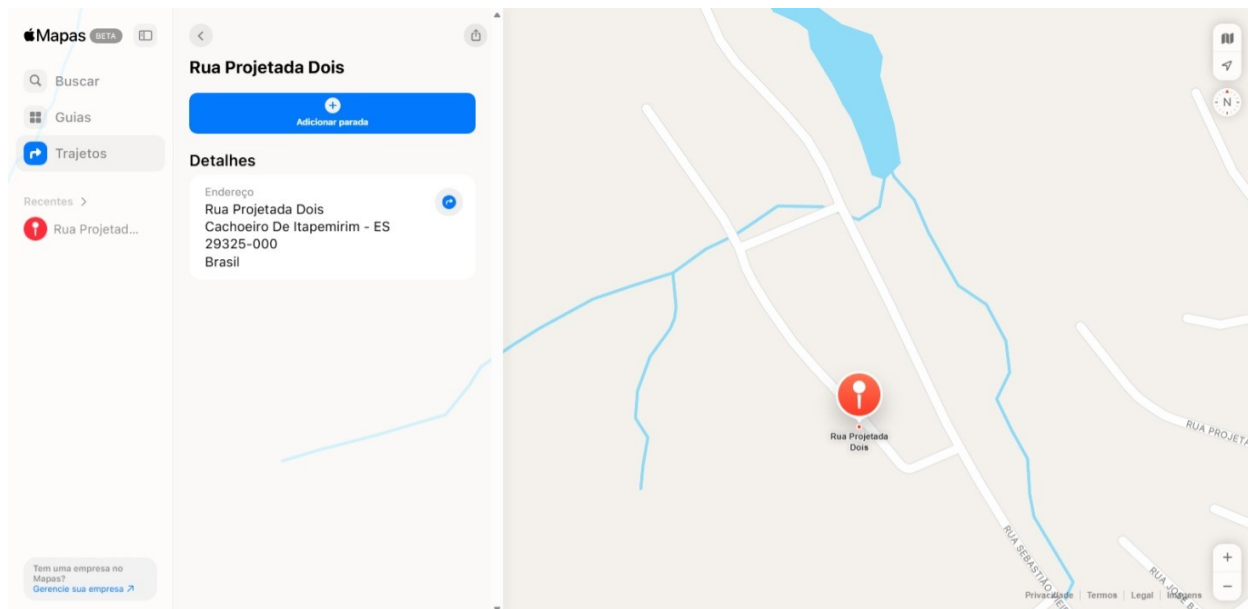 Mapas BETA
Buscar
Guias
Trajetos
Recentes
Rua Projetad...
Tem uma empresa no
Mapas?
Gerencie sua empresa
Rua Projetada Dois
Adicionar parada
Detalhes
Endereço
Rua Projetada Dois
Cachoeiro De Itapemirim - ES
29325-000
Brasil
N
Rua Projetada
Dois
RUA PROJETA
RUA SEBASTIÃO
RUA JOSE
Privacidade | Termos | Legal | Imagens